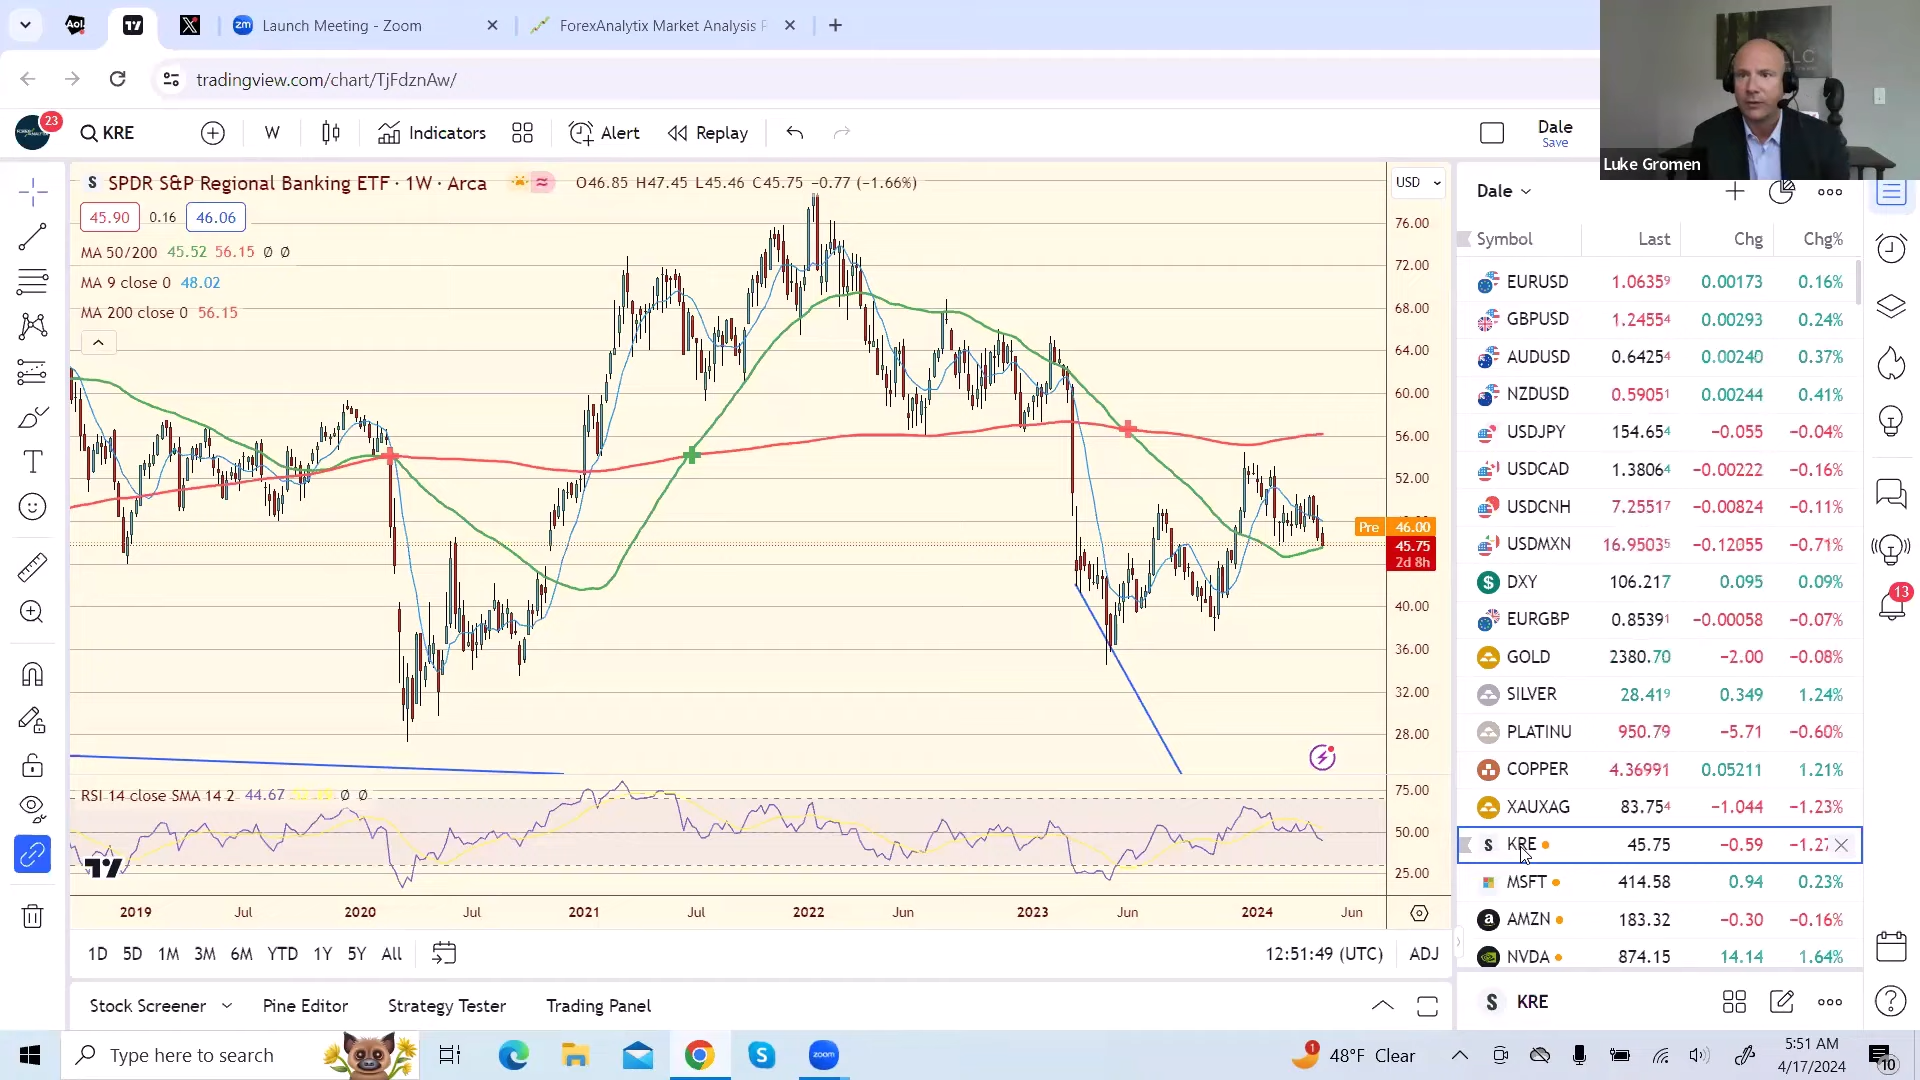 Aol.
Launch Meeting - Zoom
ForexAnalytix Market Analysis F
tradingview.com/chart/TjFdznAw/
LLC
Luke Gromen
23
KRE
W
Indicators
Alert
Replay
Dale
Save
SPDR S&P Regional Banking ETF · 1W · Arca
O46.85 H47.45 L45.46 C45.75 −0.77 (−1.66%)
45.90 0.16 46.06
MA 50/200 45.52 56.15 Ø Ø
MA 9 close 0 48.02
MA 200 close 0 56.15
USD
76.00
72.00
68.00
64.00
60.00
56.00
52.00
Pre 46.00
45.75
2d 8h
40.00
36.00
32.00
28.00
RSI 14 close SMA 14 2 44.67 Ø Ø
75.00
50.00
25.00
2019 Jul 2020 Jul 2021 Jul 2022 Jun 2023 Jun 2024 Jun
1D 5D 1M 3M 6M YTD 1Y 5Y All
12:51:49 (UTC) ADJ
Stock Screener Pine Editor Strategy Tester Trading Panel
Dale
Symbol Last Chg Chg%
EURUSD 1.06359 0.00173 0.16%
GBPUSD 1.24554 0.00293 0.24%
AUDUSD 0.64254 0.00240 0.37%
NZDUSD 0.59051 0.00244 0.41%
USDJPY 154.654 −0.055 −0.04%
USDCAD 1.38064 −0.00222 −0.16%
USDCNH 7.25517 −0.00824 −0.11%
USDMXN 16.95035 −0.12055 −0.71%
DXY 106.217 0.095 0.09%
EURGBP 0.85391 −0.00058 −0.07%
GOLD 2380.70 −2.00 −0.08%
SILVER 28.419 0.349 1.24%
PLATINU 950.79 −5.71 −0.60%
COPPER 4.36991 0.05211 1.21%
XAUXAG 83.754 −1.044 −1.23%
KRE 45.75 −0.59 −1.27
MSFT 414.58 0.94 0.23%
AMZN 183.32 −0.30 −0.16%
NVDA 874.15 14.14 1.64%
KRE
13
Type here to search
zoom
1
48°F Clear
5:51 AM
4/17/2024
10